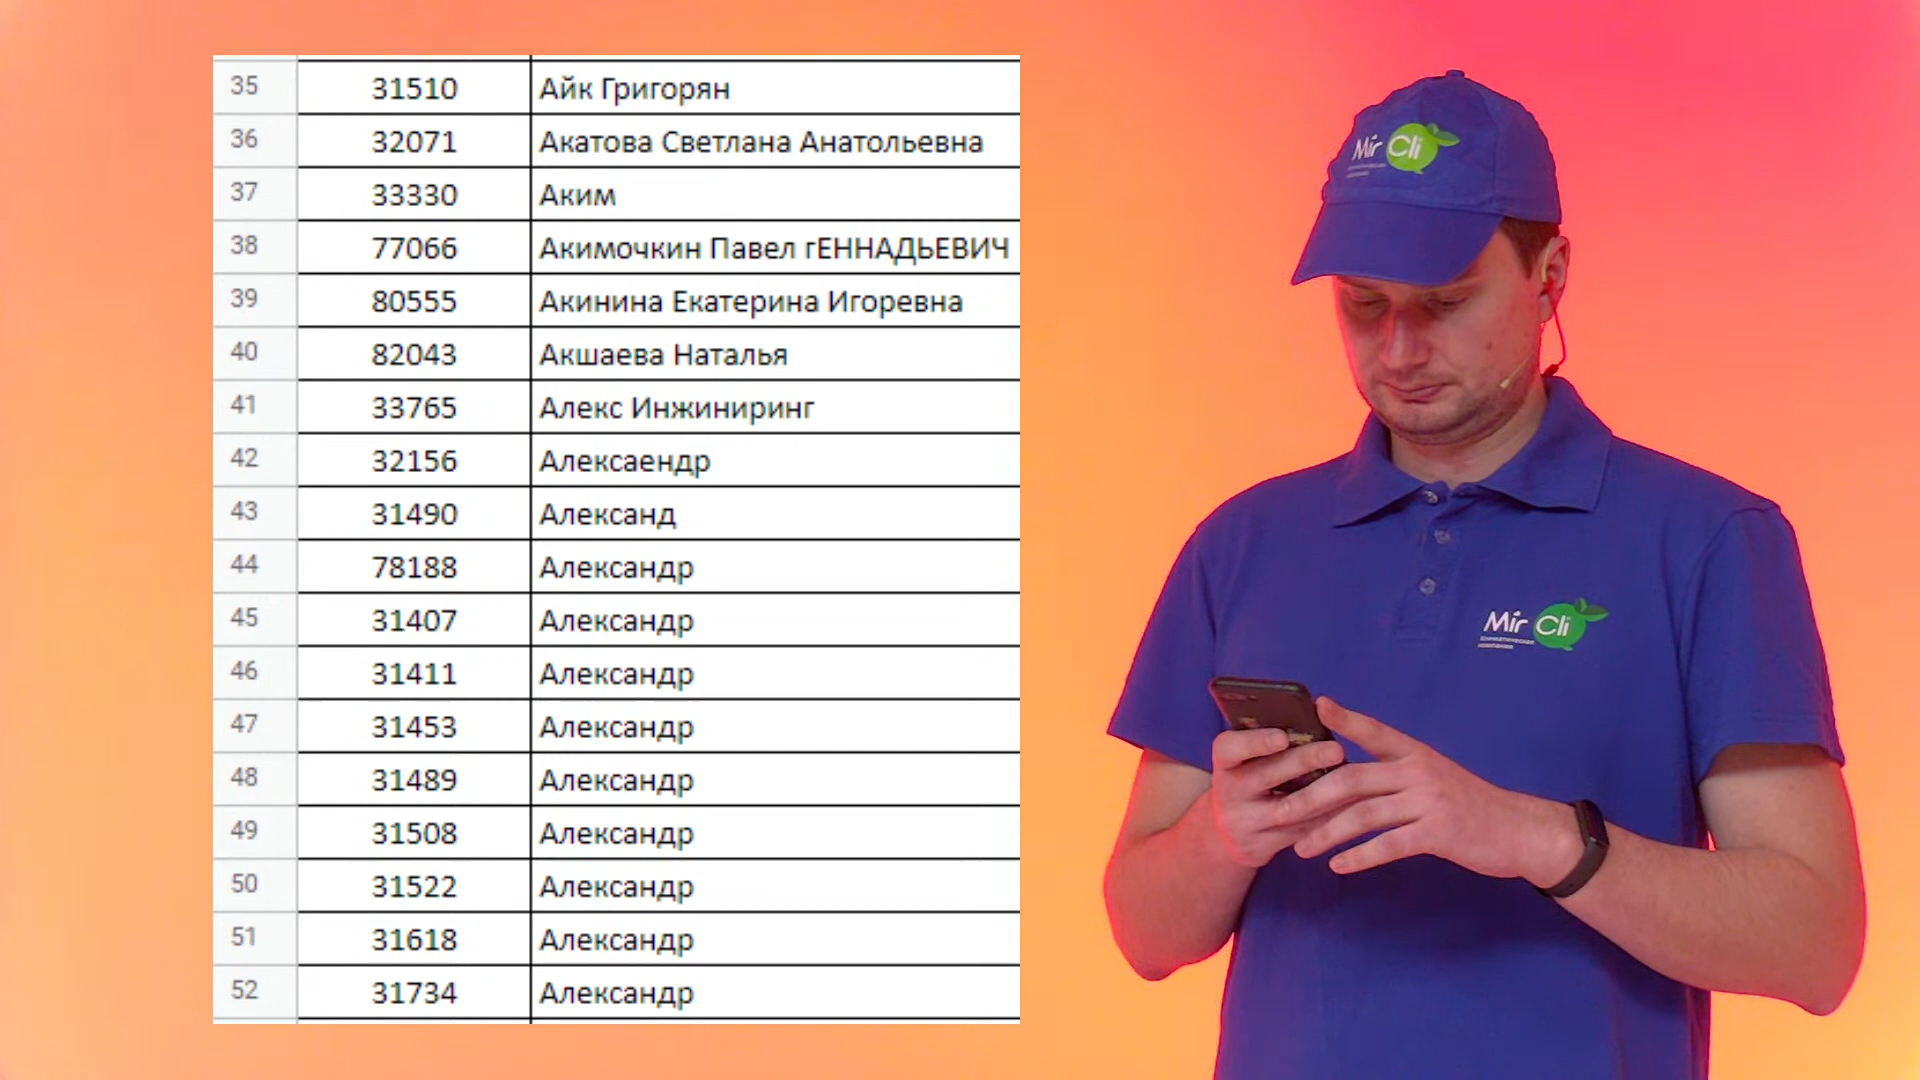 35 31510 Айк Григорян
36 32071 Акатова Светлана Анатольевна
37 33330 Аким
38 77066 Акимочкин Павел гЕННАДЬЕВИЧ
39 80555 Акинина Екатерина Игоревна
40 82043 Акшаева Наталья
41 33765 Алекс Инжиниринг
42 32156 Алексаендр
43 31490 Александ
44 78188 Александр
45 31407 Александр
46 31411 Александр
47 31453 Александр
48 31489 Александр
49 31508 Александр
50 31522 Александр
51 31618 Александр
52 31734 Александр
Mir Cli
Mir Cli
климатическая
компания